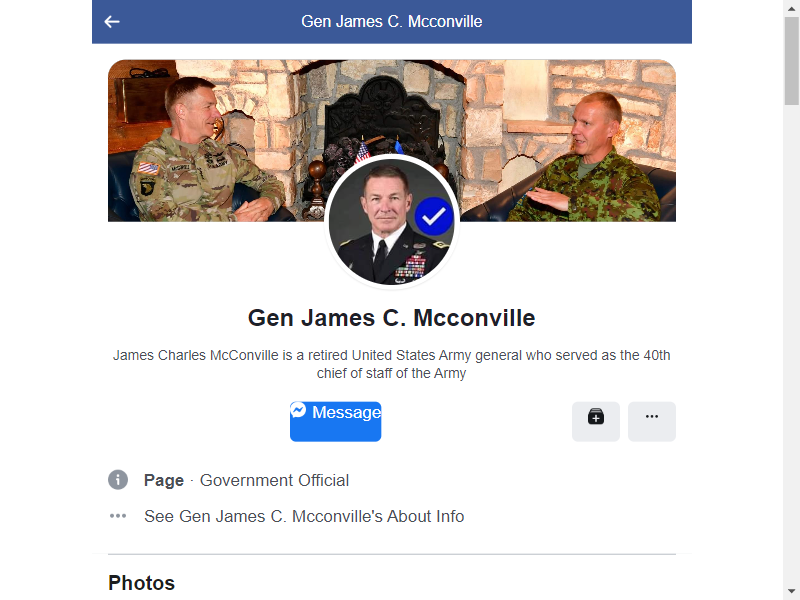 Gen James C. Mcconville
Gen James C. Mcconville
James Charles McConville is a retired United States Army general who served as the 40th
chief of staff of the Army
Message
Page · Government Official
See Gen James C. Mcconville's About Info
Photos